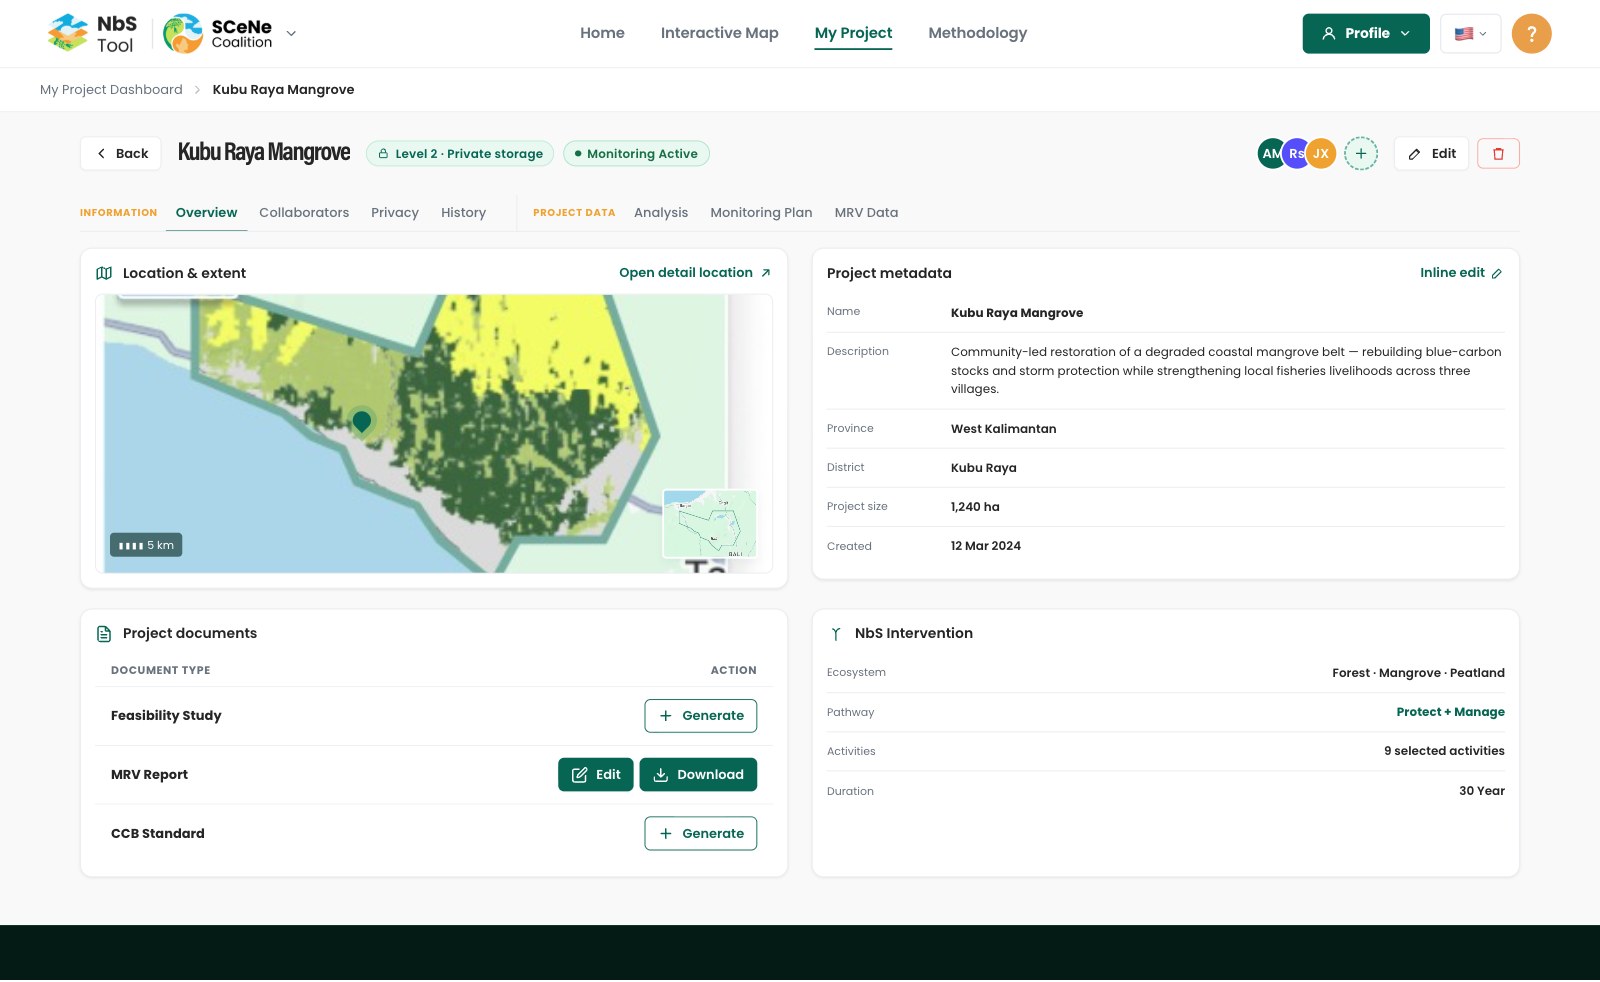 NbS
Tool
SCeNe
Coalition
Home
Interactive Map
My Project
Methodology
Profile
?
My Project Dashboard > Kubu Raya Mangrove
Back
Kubu Raya Mangrove
Level 2 · Private storage
Monitoring Active
AM
Rs
JX
+
Edit
INFORMATION
Overview
Collaborators
Privacy
History
PROJECT DATA
Analysis
Monitoring Plan
MRV Data
Location & extent
Open detail location
5 km
BALI
Project metadata
Inline edit
Name
Kubu Raya Mangrove
Description
Community-led restoration of a degraded coastal mangrove belt — rebuilding blue-carbon
stocks and storm protection while strengthening local fisheries livelihoods across three
villages.
Province
West Kalimantan
District
Kubu Raya
Project size
1,240 ha
Created
12 Mar 2024
Project documents
DOCUMENT TYPE
ACTION
Feasibility Study
+ Generate
MRV Report
Edit
Download
CCB Standard
+ Generate
NbS Intervention
Ecosystem
Forest · Mangrove · Peatland
Pathway
Protect + Manage
Activities
9 selected activities
Duration
30 Year